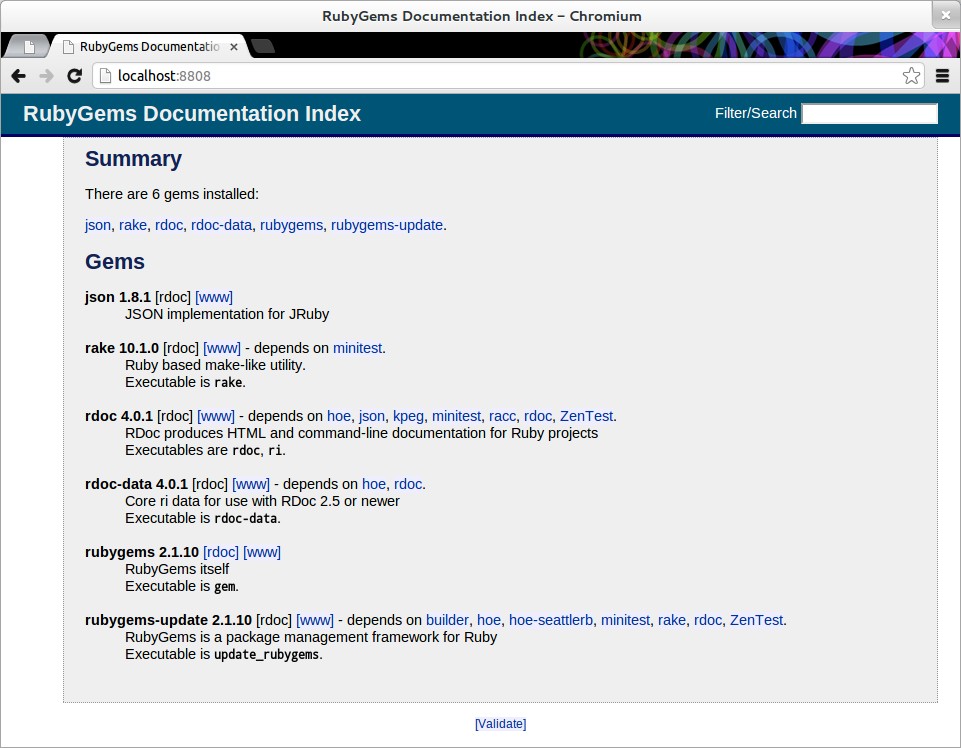 RubyGems Documentation Index – Chromium
RubyGems Documentatio
localhost:8808
RubyGems Documentation Index Filter/Search
Summary
There are 6 gems installed:
json, rake, rdoc, rdoc-data, rubygems, rubygems-update.
Gems
json 1.8.1 [rdoc] [www]
JSON implementation for JRuby
rake 10.1.0 [rdoc] [www] - depends on minitest.
Ruby based make-like utility.
Executable is rake.
rdoc 4.0.1 [rdoc] [www] - depends on hoe, json, kpeg, minitest, racc, rdoc, ZenTest.
RDoc produces HTML and command-line documentation for Ruby projects
Executables are rdoc, ri.
rdoc-data 4.0.1 [rdoc] [www] - depends on hoe, rdoc.
Core ri data for use with RDoc 2.5 or newer
Executable is rdoc-data.
rubygems 2.1.10 [rdoc] [www]
RubyGems itself
Executable is gem.
rubygems-update 2.1.10 [rdoc] [www] - depends on builder, hoe, hoe-seattlerb, minitest, rake, rdoc, ZenTest.
RubyGems is a package management framework for Ruby
Executable is update_rubygems.
[Validate]